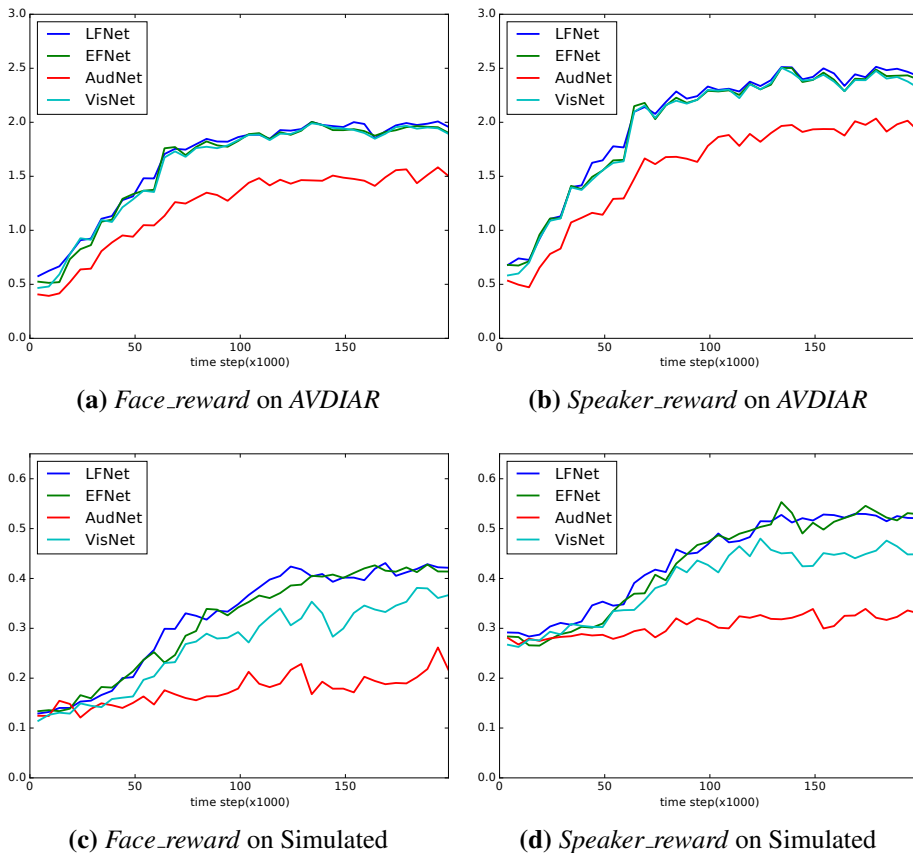 3.0
2.5
2.0
1.5
1.0
0.5
0.0
LFNet
EFNet
AudNet
VisNet
0 50 100 150
time step(x1000)
(a) Face_reward on AVDIAR
3.0
2.5
2.0
1.5
1.0
0.5
0.0
LFNet
EFNet
AudNet
VisNet
0 50 100 150
time step(x1000)
(b) Speaker_reward on AVDIAR
0.6
0.5
0.4
0.3
0.2
0.1
0.0
LFNet
EFNet
AudNet
VisNet
0 50 100 150
time step(x1000)
(c) Face_reward on Simulated
0.6
0.5
0.4
0.3
0.2
0.1
0.0
LFNet
EFNet
AudNet
VisNet
0 50 100 150
time step(x1000)
(d) Speaker_reward on Simulated